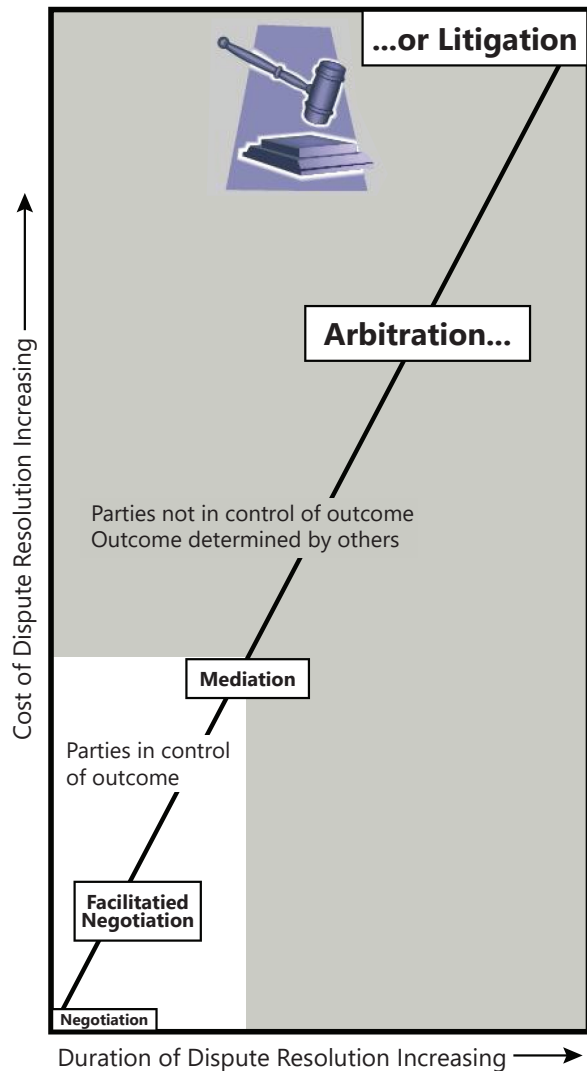 ...or Litigation
Arbitration...
Parties not in control of outcome
Outcome determined by others
Mediation
Parties in control
of outcome
Facilitatied
Negotiation
Negotiation
Cost of Dispute Resolution Increasing
Duration of Dispute Resolution Increasing